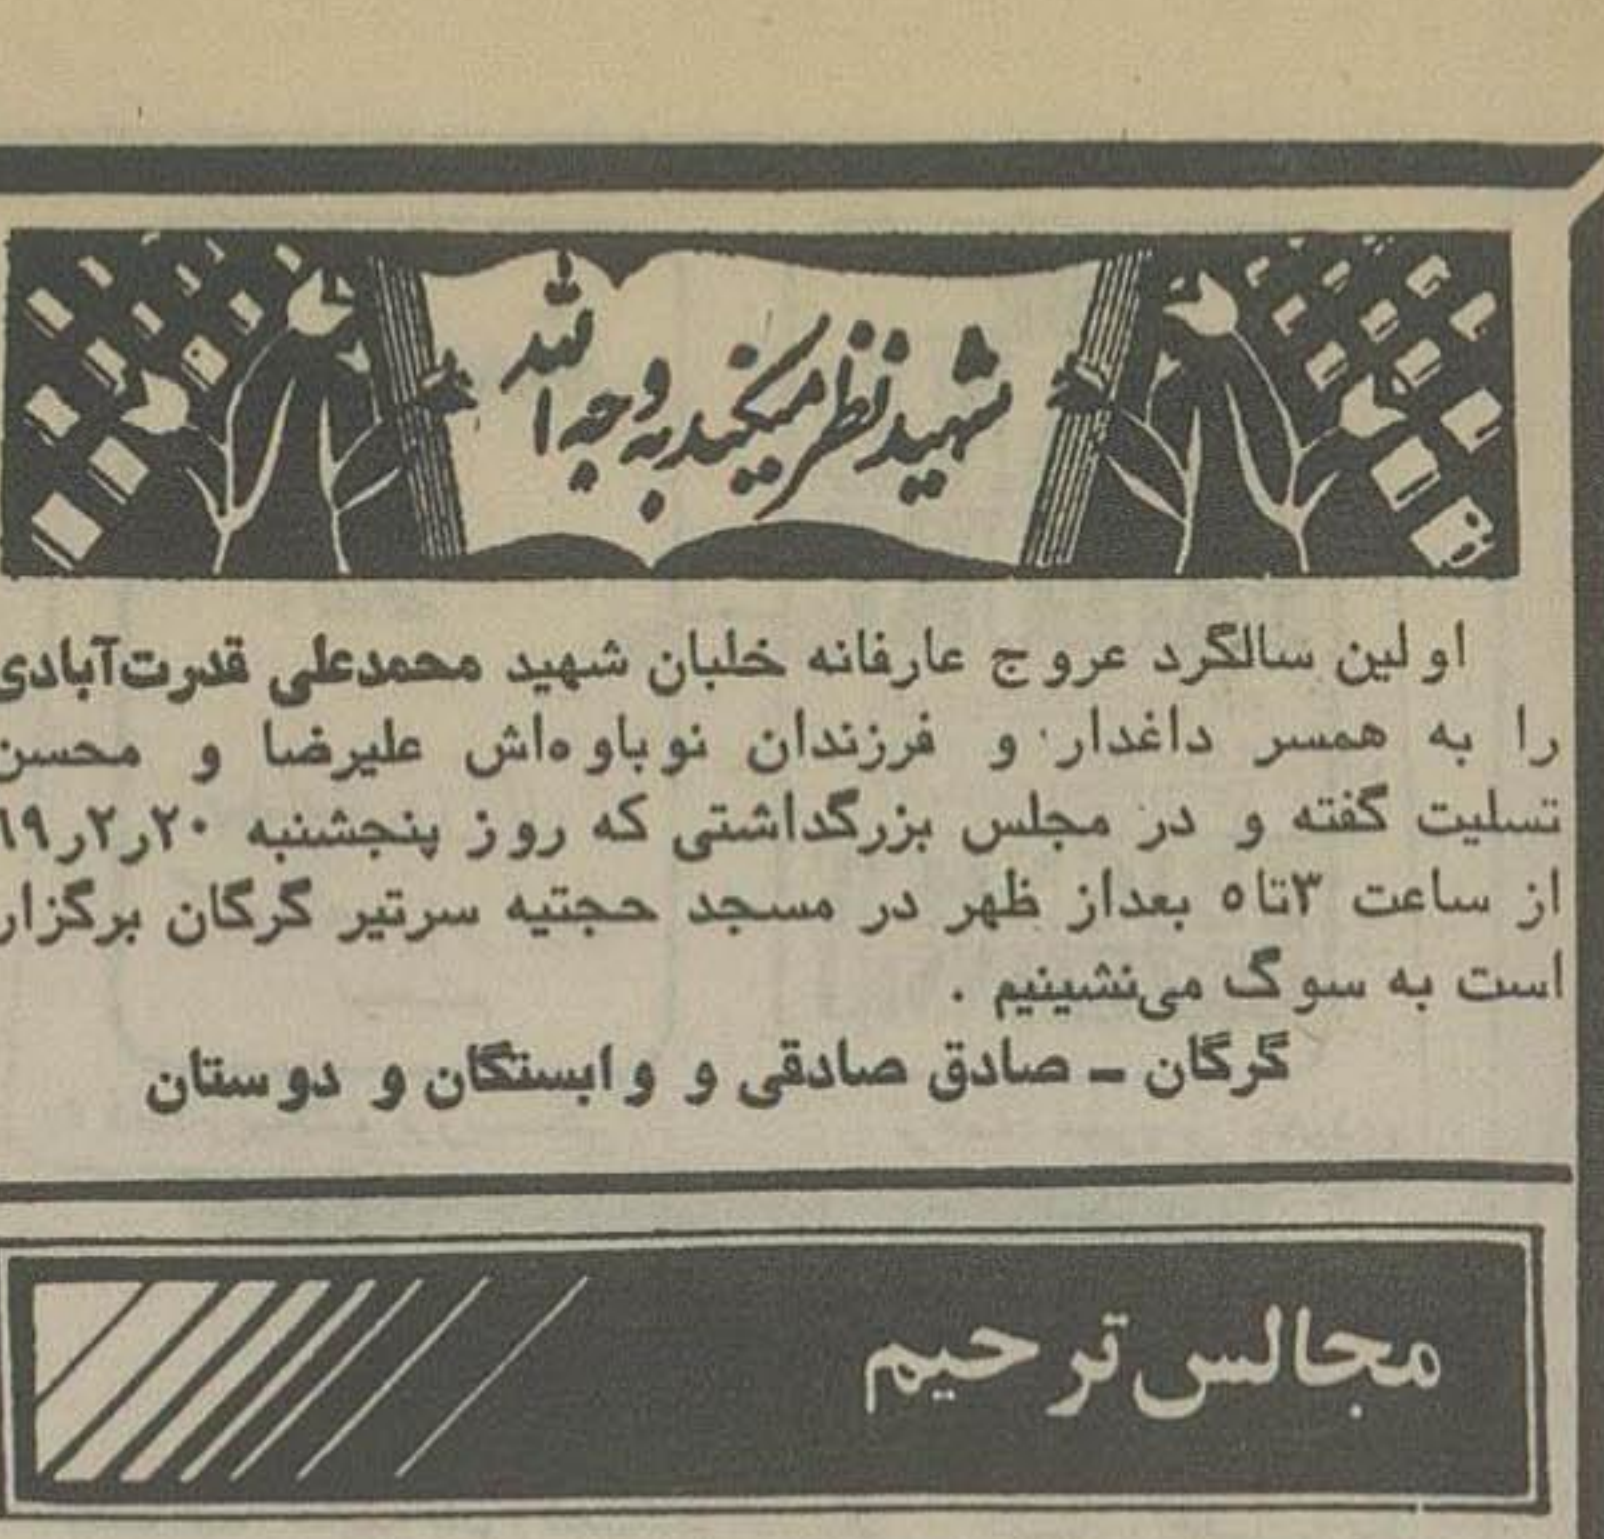 شهید نظر میکند به وجه الله
اولین سالگرد عروج عارفانه خلبان شهید محمدعلی قدرت‌آبادی
را به همسر داغدار و فرزندان نوباوه‌اش علیرضا و محسن
تسلیت گفته و در مجلس بزرگداشتی که روز پنجشنبه ۲۰ر۲ر۶۹
از ساعت ۳تا۵ بعداز ظهر در مسجد حجتیه سرتیر گرگان برگزار
است به سوگ می‌نشینیم .
گرگان ــ صادق صادقی و وابستگان و دوستان
مجالس ترحیم